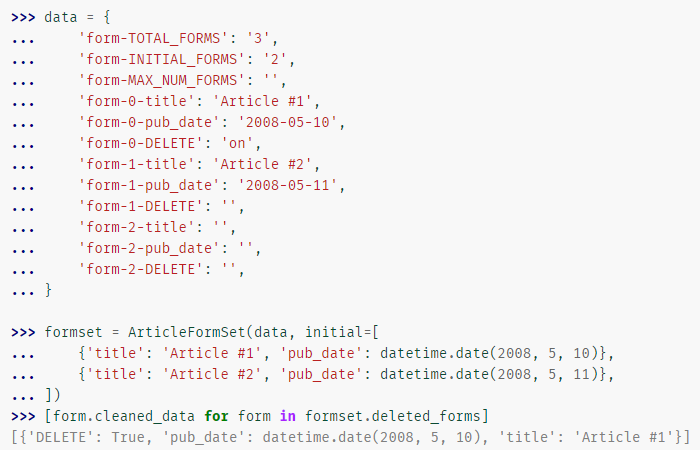 >>> data = {
...     'form-TOTAL_FORMS': '3',
...     'form-INITIAL_FORMS': '2',
...     'form-MAX_NUM_FORMS': '',
...     'form-0-title': 'Article #1',
...     'form-0-pub_date': '2008-05-10',
...     'form-0-DELETE': 'on',
...     'form-1-title': 'Article #2',
...     'form-1-pub_date': '2008-05-11',
...     'form-1-DELETE': '',
...     'form-2-title': '',
...     'form-2-pub_date': '',
...     'form-2-DELETE': '',
... }
>>> formset = ArticleFormSet(data, initial=[
...     {'title': 'Article #1', 'pub_date': datetime.date(2008, 5, 10)},
...     {'title': 'Article #2', 'pub_date': datetime.date(2008, 5, 11)},
... ])
>>> [form.cleaned_data for form in formset.deleted_forms]
[{'DELETE': True, 'pub_date': datetime.date(2008, 5, 10), 'title': 'Article #1'}]